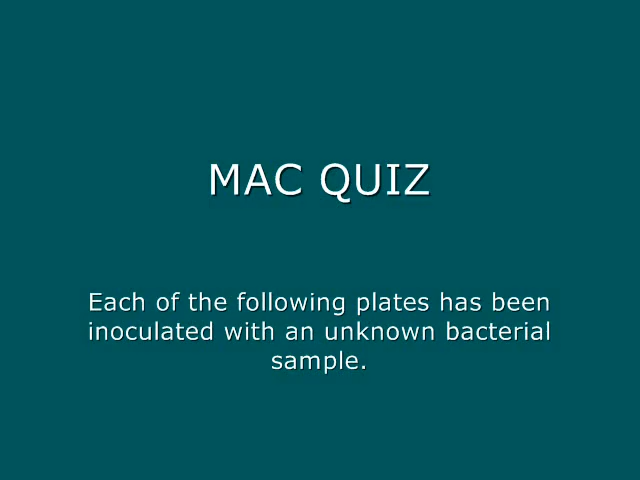 MAC QUIZ
Each of the following plates has been
inoculated with an unknown bacterial
sample.